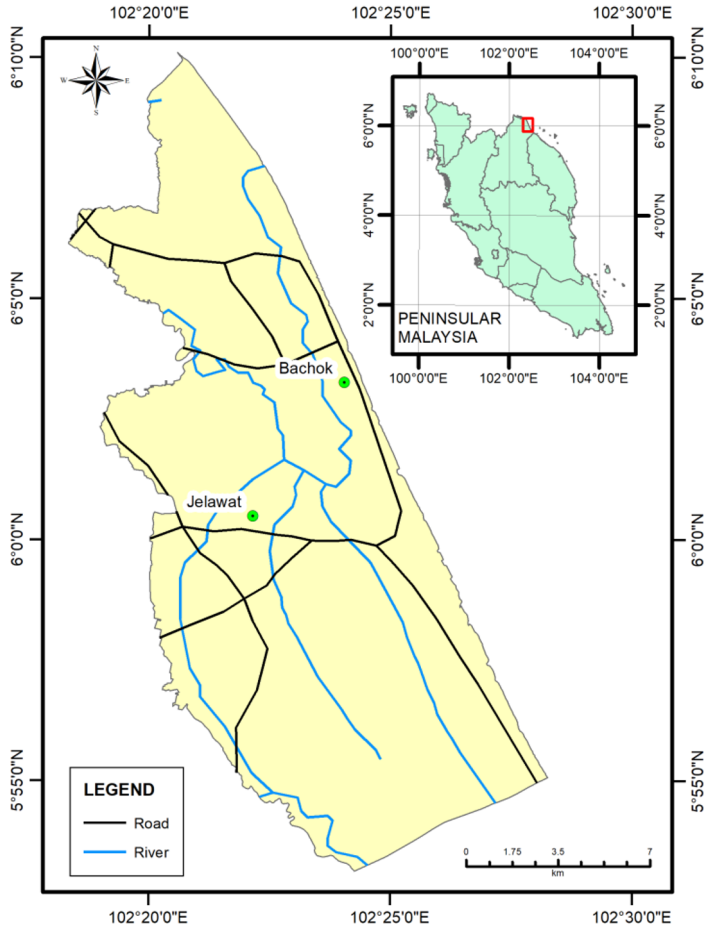 102°20'0"E 102°25'0"E 102°30'0"E
6°10'0"N
6°10'0"N
N
W E
S
100°0'0"E 102°0'0"E 104°0'0"E
6°0'0"N
6°0'0"N
4°0'0"N
4°0'0"N
2°0'0"N
2°0'0"N
PENINSULAR
MALAYSIA
100°0'0"E 102°0'0"E 104°0'0"E
6°5'0"N
6°5'0"N
Bachok
Jelawat
6°0'0"N
6°0'0"N
5°55'0"N
5°55'0"N
LEGEND
Road
River
0 1.75 3.5 7
km
102°20'0"E 102°25'0"E 102°30'0"E